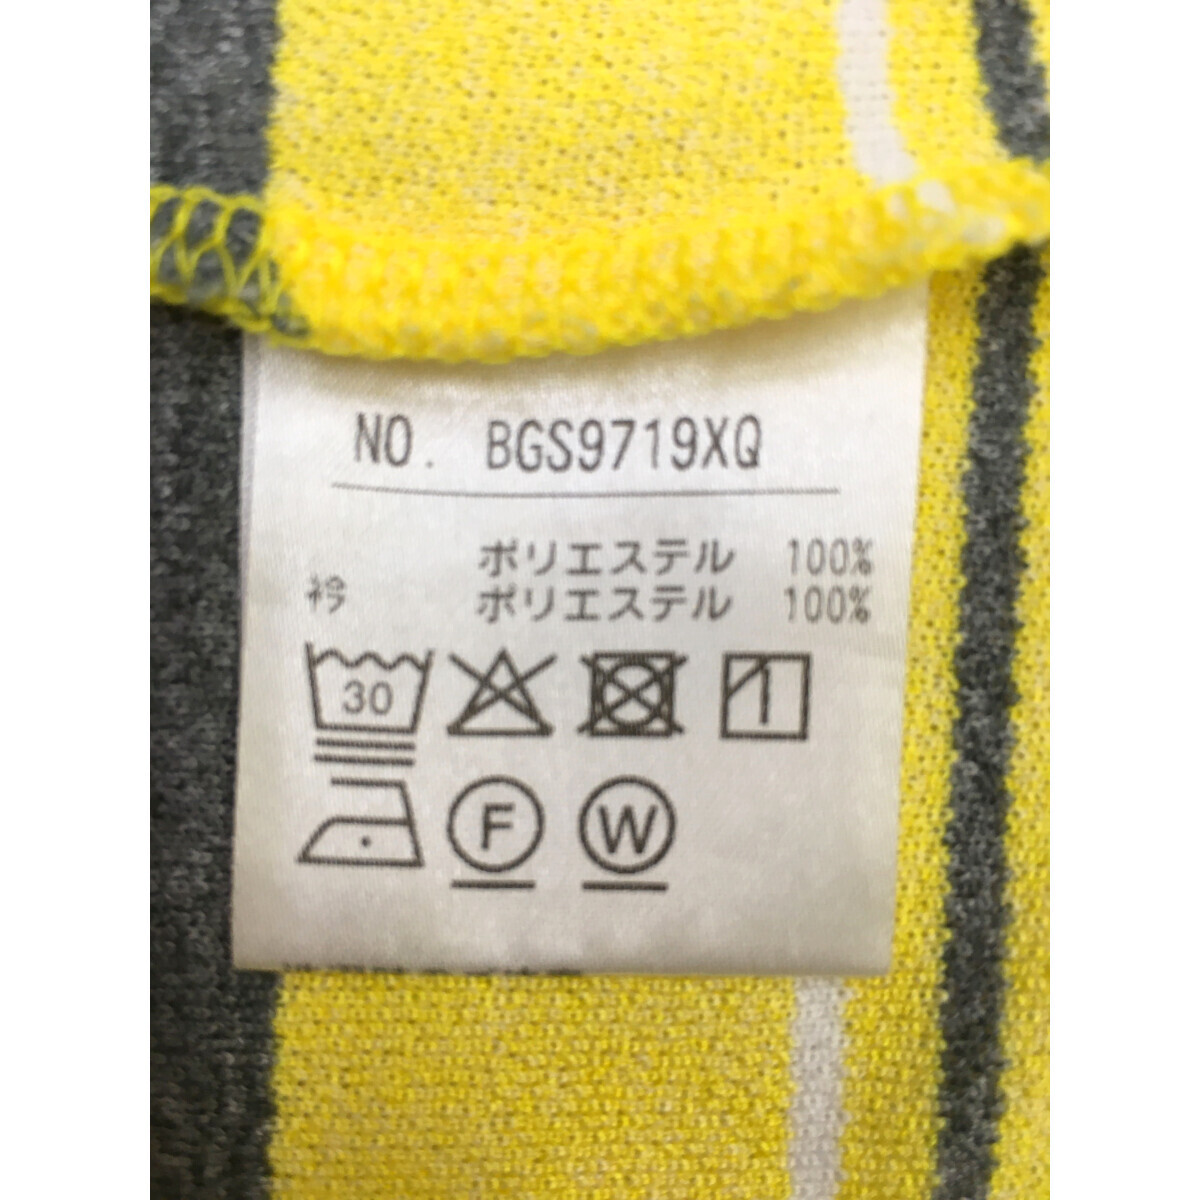 NO. BGS9719XQ
ポリエステル 100%
衿 ポリエステル 100%
30
F W